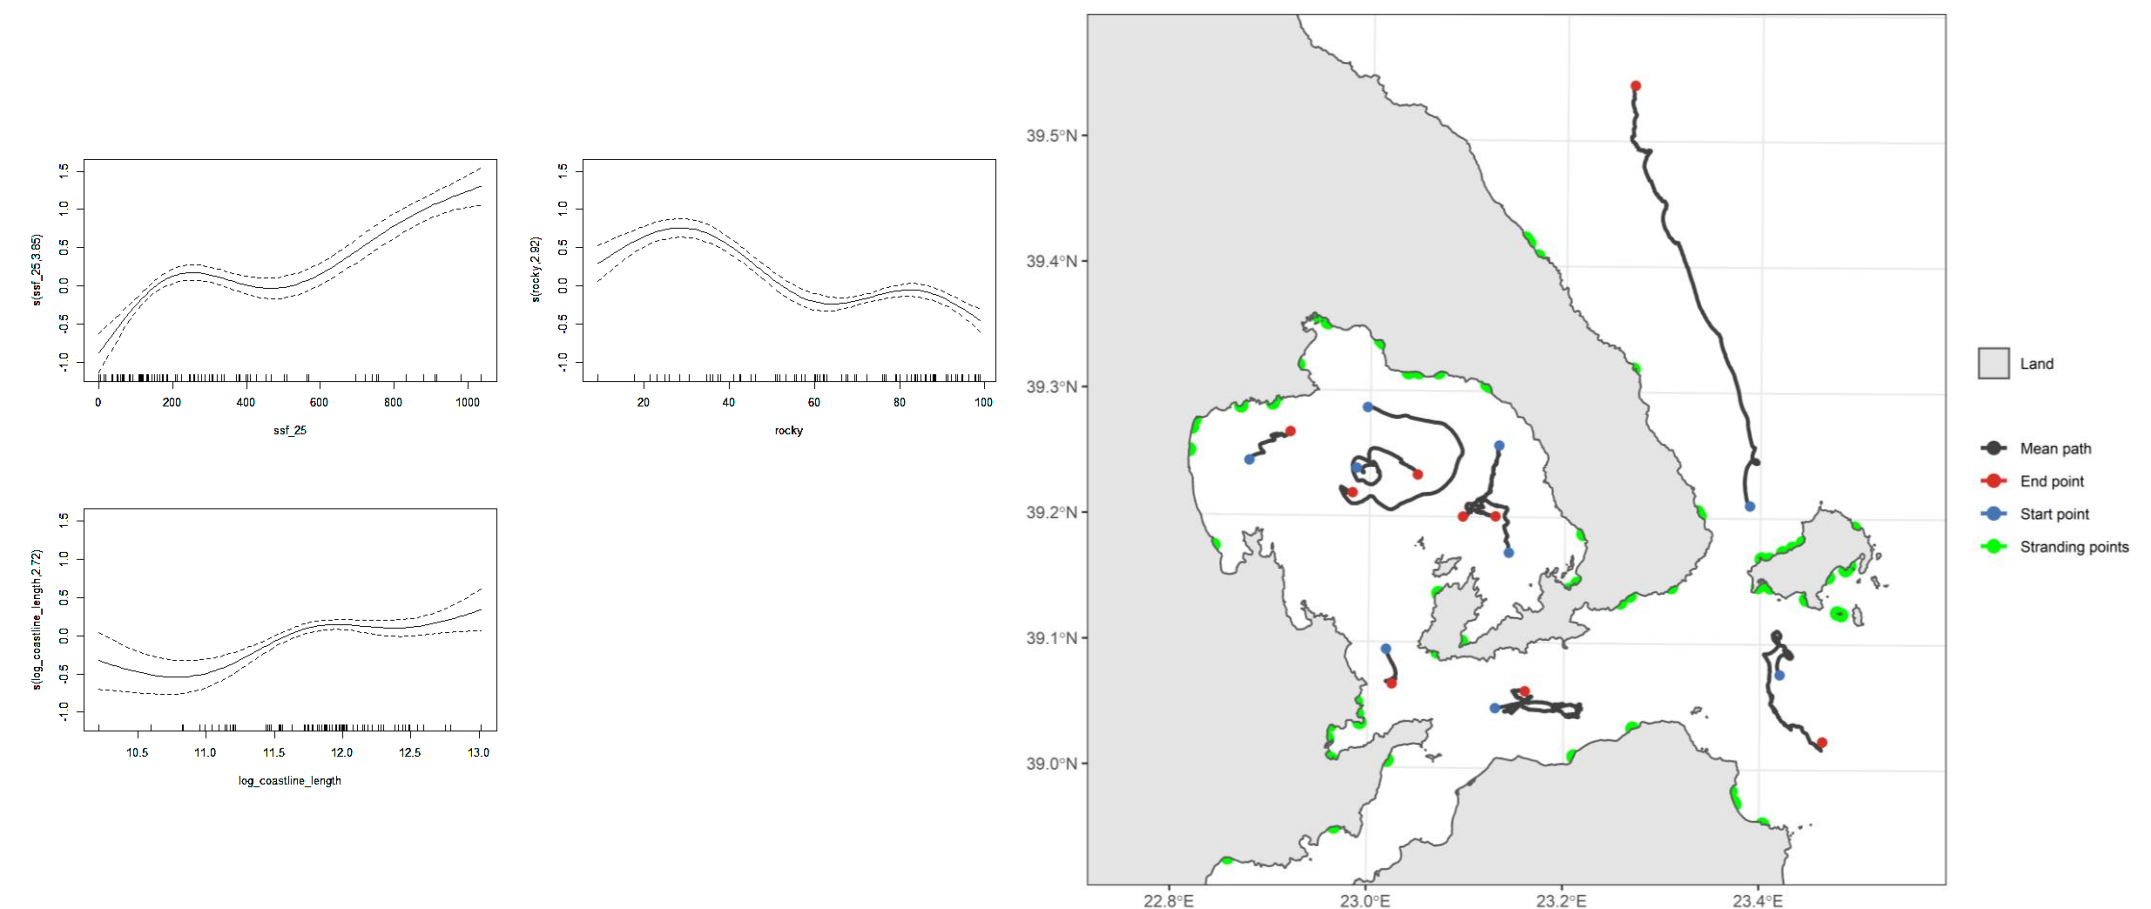 s(ssf_25,3.85)
-1.0 -0.5 0.0 0.5 1.0 1.5
0 200 400 600 800 1000
ssf_25
s(rocky,2.92)
-1.0 -0.5 0.0 0.5 1.0 1.5
20 40 60 80 100
rocky
s(log_coastline_length,2.72)
-1.0 -0.5 0.0 0.5 1.0 1.5
10.5 11.0 11.5 12.0 12.5 13.0
log_coastline_length
39.5°N
39.4°N
39.3°N
39.2°N
39.1°N
39.0°N
22.8°E 23.0°E 23.2°E 23.4°E
Land
Mean path
End point
Start point
Stranding points